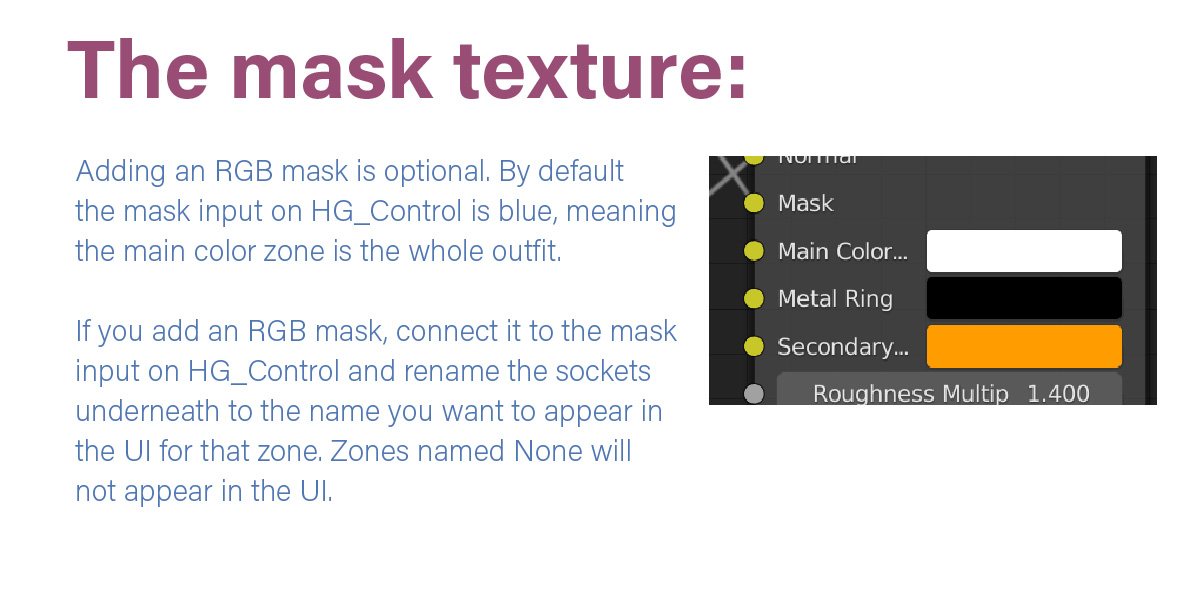 The mask texture:
Adding an RGB mask is optional. By default
the mask input on HG_Control is blue, meaning
the main color zone is the whole outfit.
If you add an RGB mask, connect it to the mask
input on HG_Control and rename the sockets
underneath to the name you want to appear in
the UI for that zone. Zones named None will
not appear in the UI.
Normal
Mask
Main Color...
Metal Ring
Secondary...
Roughness Multip 1.400